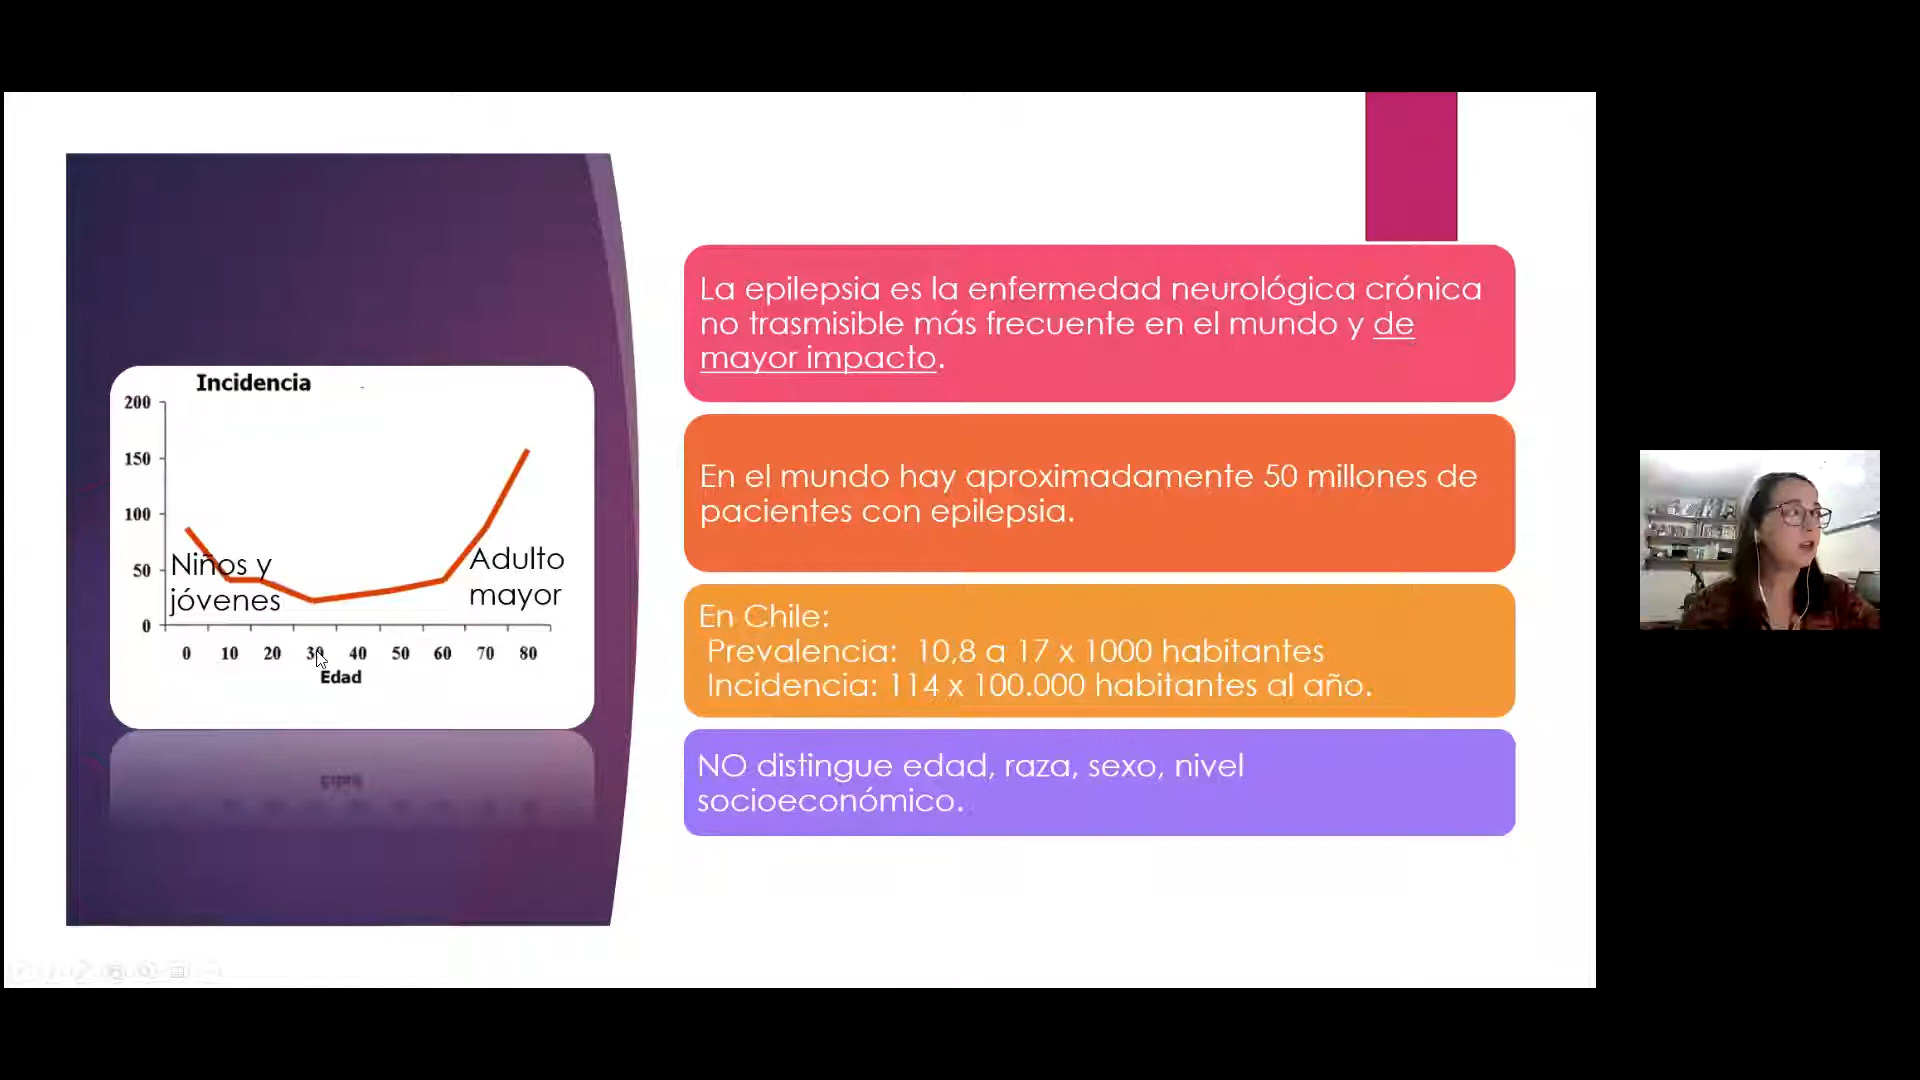 Incidencia
200
150
100
50
0
Niños y
jóvenes
Adulto
mayor
0 10 20 30 40 50 60 70 80
Edad
La epilepsia es la enfermedad neurológica crónica
no trasmisible más frecuente en el mundo y de
mayor impacto.
En el mundo hay aproximadamente 50 millones de
pacientes con epilepsia.
En Chile:
Prevalencia: 10,8 a 17 x 1000 habitantes
Incidencia: 114 x 100.000 habitantes al año.
NO distingue edad, raza, sexo, nivel
socioeconómico.